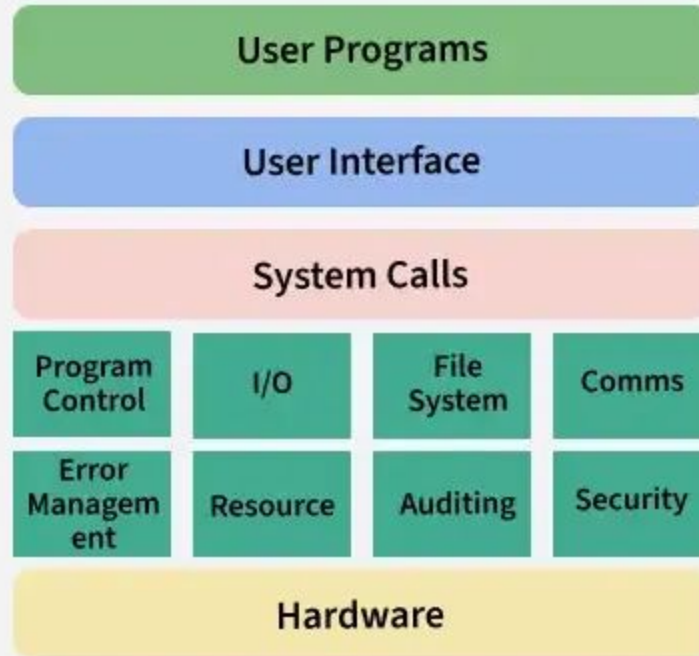 User Programs
User Interface
System Calls
Program
Control
I/O
File
System
Comms
Error
Managem
ent
Resource
Auditing
Security
Hardware